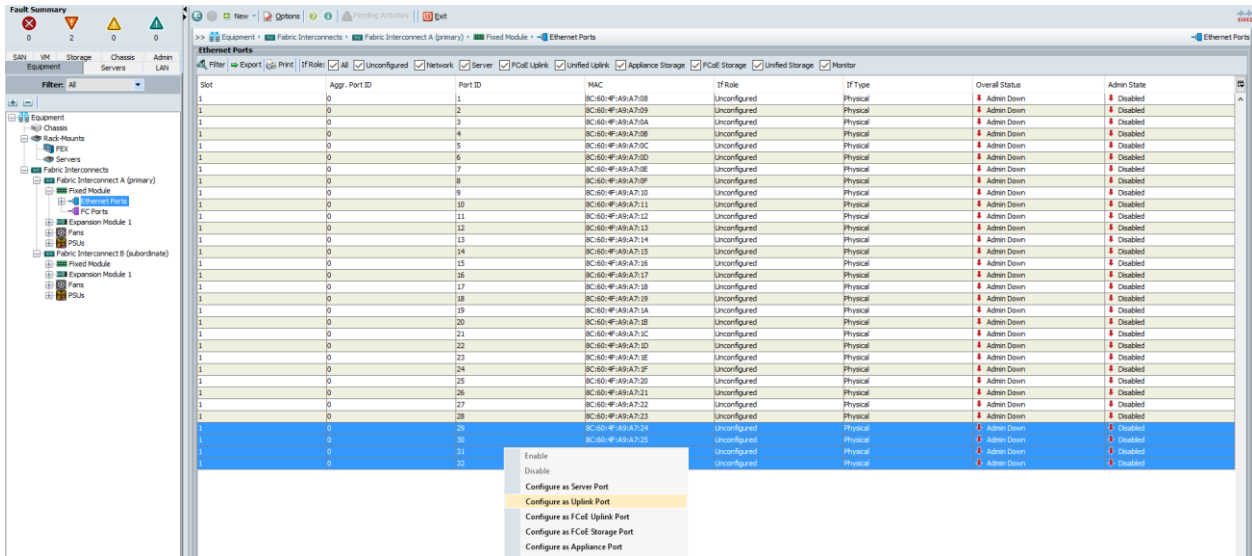 Fault Summary
0 2 0 0
New Options Pending Activities Exit
>> Equipment Fabric Interconnects Fabric Interconnect A (primary) Fixed Module Ethernet Ports
Ethernet Ports
SAN VM Storage Chassis Admin
Equipment Servers LAN
Filter: All
Equipment
Chassis
Rack-Mounts
FEX
Servers
Fabric Interconnects
Fabric Interconnect A (primary)
Fixed Module
Ethernet Ports
FC Ports
Expansion Module 1
Fans
PSUs
Fabric Interconnect B (subordinate)
Fixed Module
Expansion Module 1
Fans
PSUs
Ethernet Ports
Filter Export Print If Role: All Unconfigured Network Server FCoE Uplink Unified Uplink Appliance Storage FCoE Storage Unified Storage Monitor
Slot Aggr. Port ID Port ID MAC If Role If Type Overall Status Admin State
1 0 1 8C:60:4F:A9:A7:08 Unconfigured Physical Admin Down Disabled
1 0 2 8C:60:4F:A9:A7:09 Unconfigured Physical Admin Down Disabled
1 0 3 8C:60:4F:A9:A7:0A Unconfigured Physical Admin Down Disabled
1 0 4 8C:60:4F:A9:A7:0B Unconfigured Physical Admin Down Disabled
1 0 5 8C:60:4F:A9:A7:0C Unconfigured Physical Admin Down Disabled
1 0 6 8C:60:4F:A9:A7:0D Unconfigured Physical Admin Down Disabled
1 0 7 8C:60:4F:A9:A7:0E Unconfigured Physical Admin Down Disabled
1 0 8 8C:60:4F:A9:A7:0F Unconfigured Physical Admin Down Disabled
1 0 9 8C:60:4F:A9:A7:10 Unconfigured Physical Admin Down Disabled
1 0 10 8C:60:4F:A9:A7:11 Unconfigured Physical Admin Down Disabled
1 0 11 8C:60:4F:A9:A7:12 Unconfigured Physical Admin Down Disabled
1 0 12 8C:60:4F:A9:A7:13 Unconfigured Physical Admin Down Disabled
1 0 13 8C:60:4F:A9:A7:14 Unconfigured Physical Admin Down Disabled
1 0 14 8C:60:4F:A9:A7:15 Unconfigured Physical Admin Down Disabled
1 0 15 8C:60:4F:A9:A7:16 Unconfigured Physical Admin Down Disabled
1 0 16 8C:60:4F:A9:A7:17 Unconfigured Physical Admin Down Disabled
1 0 17 8C:60:4F:A9:A7:18 Unconfigured Physical Admin Down Disabled
1 0 18 8C:60:4F:A9:A7:19 Unconfigured Physical Admin Down Disabled
1 0 19 8C:60:4F:A9:A7:1A Unconfigured Physical Admin Down Disabled
1 0 20 8C:60:4F:A9:A7:1B Unconfigured Physical Admin Down Disabled
1 0 21 8C:60:4F:A9:A7:1C Unconfigured Physical Admin Down Disabled
1 0 22 8C:60:4F:A9:A7:1D Unconfigured Physical Admin Down Disabled
1 0 23 8C:60:4F:A9:A7:1E Unconfigured Physical Admin Down Disabled
1 0 24 8C:60:4F:A9:A7:1F Unconfigured Physical Admin Down Disabled
1 0 25 8C:60:4F:A9:A7:20 Unconfigured Physical Admin Down Disabled
1 0 26 8C:60:4F:A9:A7:21 Unconfigured Physical Admin Down Disabled
1 0 27 8C:60:4F:A9:A7:22 Unconfigured Physical Admin Down Disabled
1 0 28 8C:60:4F:A9:A7:23 Unconfigured Physical Admin Down Disabled
1 0 29 8C:60:4F:A9:A7:24 Unconfigured Physical Admin Down Disabled
1 0 30 8C:60:4F:A9:A7:25 Unconfigured Physical Admin Down Disabled
1 0 31 Unconfigured Physical Admin Down Disabled
1 0 32 Unconfigured Physical Admin Down Disabled
Enable
Disable
Configure as Server Port
Configure as Uplink Port
Configure as FCoE Uplink Port
Configure as FCoE Storage Port
Configure as Appliance Port